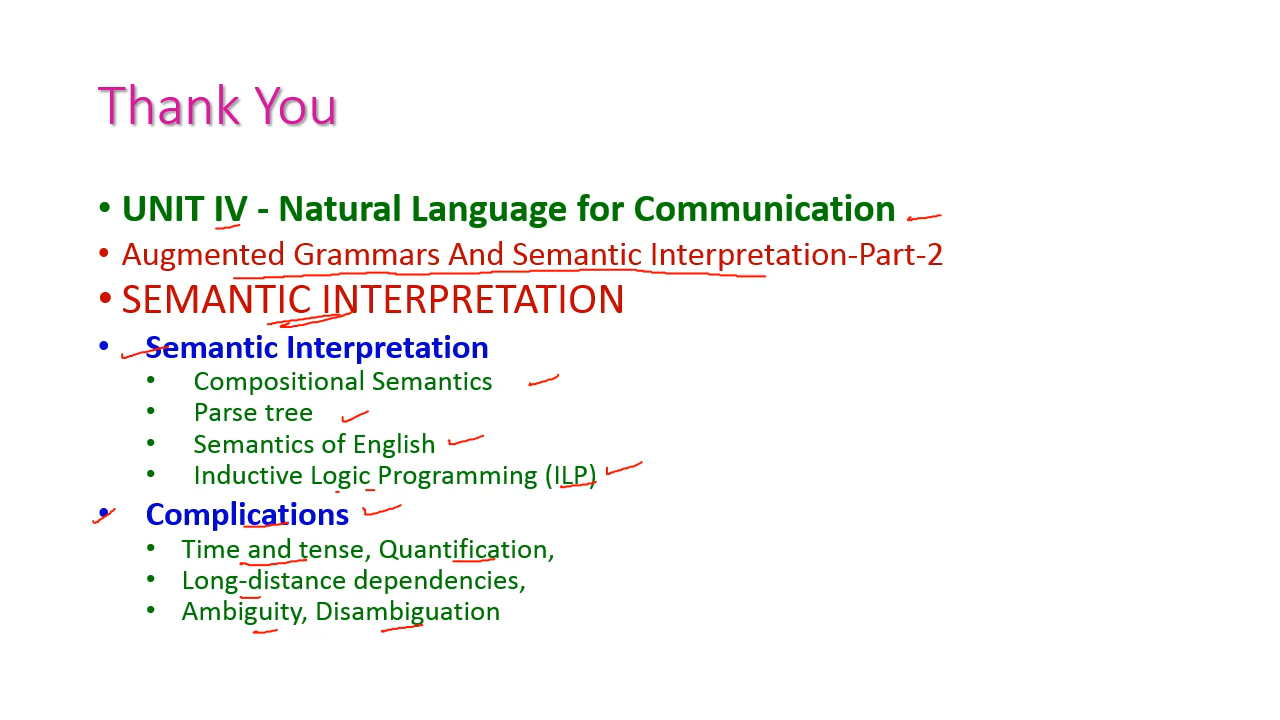 Thank You
• UNIT IV - Natural Language for Communication
• Augmented Grammars And Semantic Interpretation-Part-2
• SEMANTIC INTERPRETATION
• Semantic Interpretation
• Compositional Semantics
• Parse tree
• Semantics of English
• Inductive Logic Programming (ILP)
• Complications
• Time and tense, Quantification,
• Long-distance dependencies,
• Ambiguity, Disambiguation